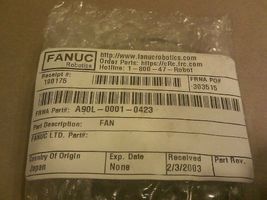 FANUC
Robotics
http://www.fanucrobotics.com
Order Parts: https://cRc.frc.com
Hotline: 1-800-47-Robot
Receipt #:
180175
FRNA PO#
303515
FRNA Part#: A90L-0001-0423
Part Description: FAN
FANUC LTD. Part#:
Country Of Origin
Japan
Exp. Date
None
Received
2/3/2003
Part Rev.